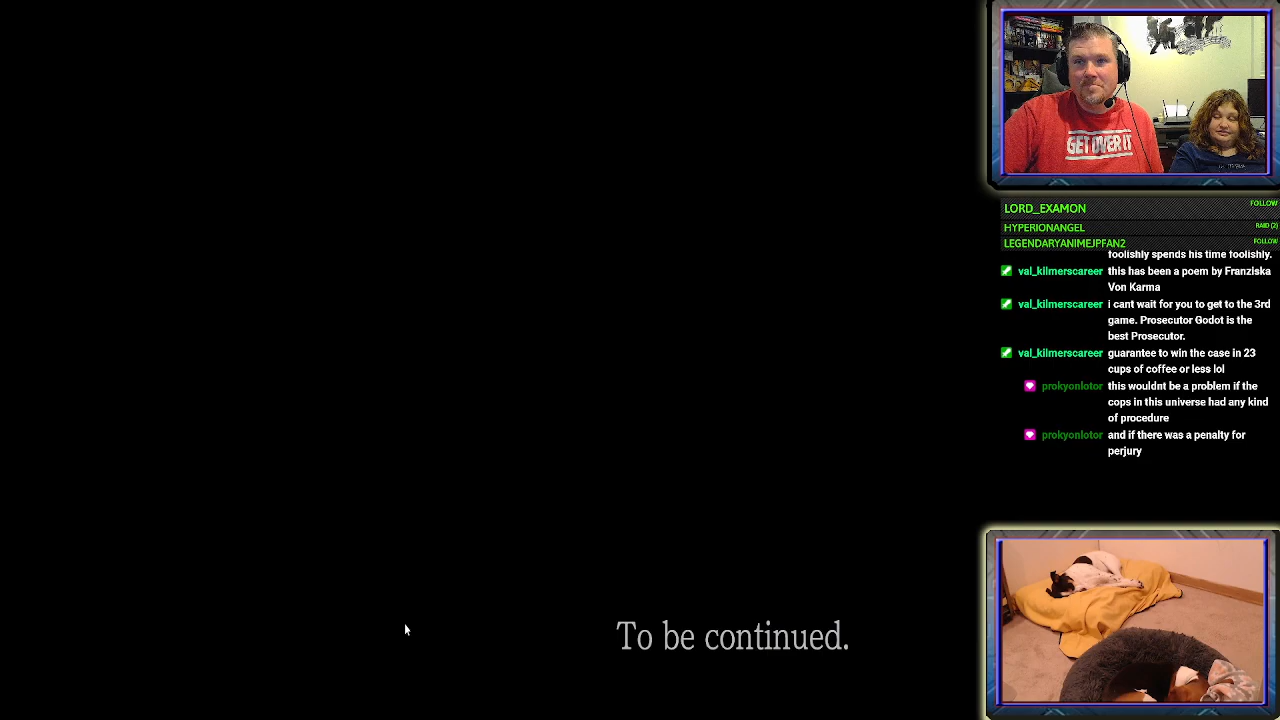 GET OVER IT
LORD_EXAMON FOLLOW
HYPERIONANGEL RAID (2)
LEGENDARYANIMEJPFAN2 FOLLOW
foolishly spends his time foolishly.
val_kilmerscareer this has been a poem by Franziska
Von Karma
val_kilmerscareer i cant wait for you to get to the 3rd
game. Prosecutor Godot is the
best Prosecutor.
val_kilmerscareer guarantee to win the case in 23
cups of coffee or less lol
prokyonlotor this wouldnt be a problem if the
cops in this universe had any kind
of procedure
prokyonlotor and if there was a penalty for
perjury
To be continued.